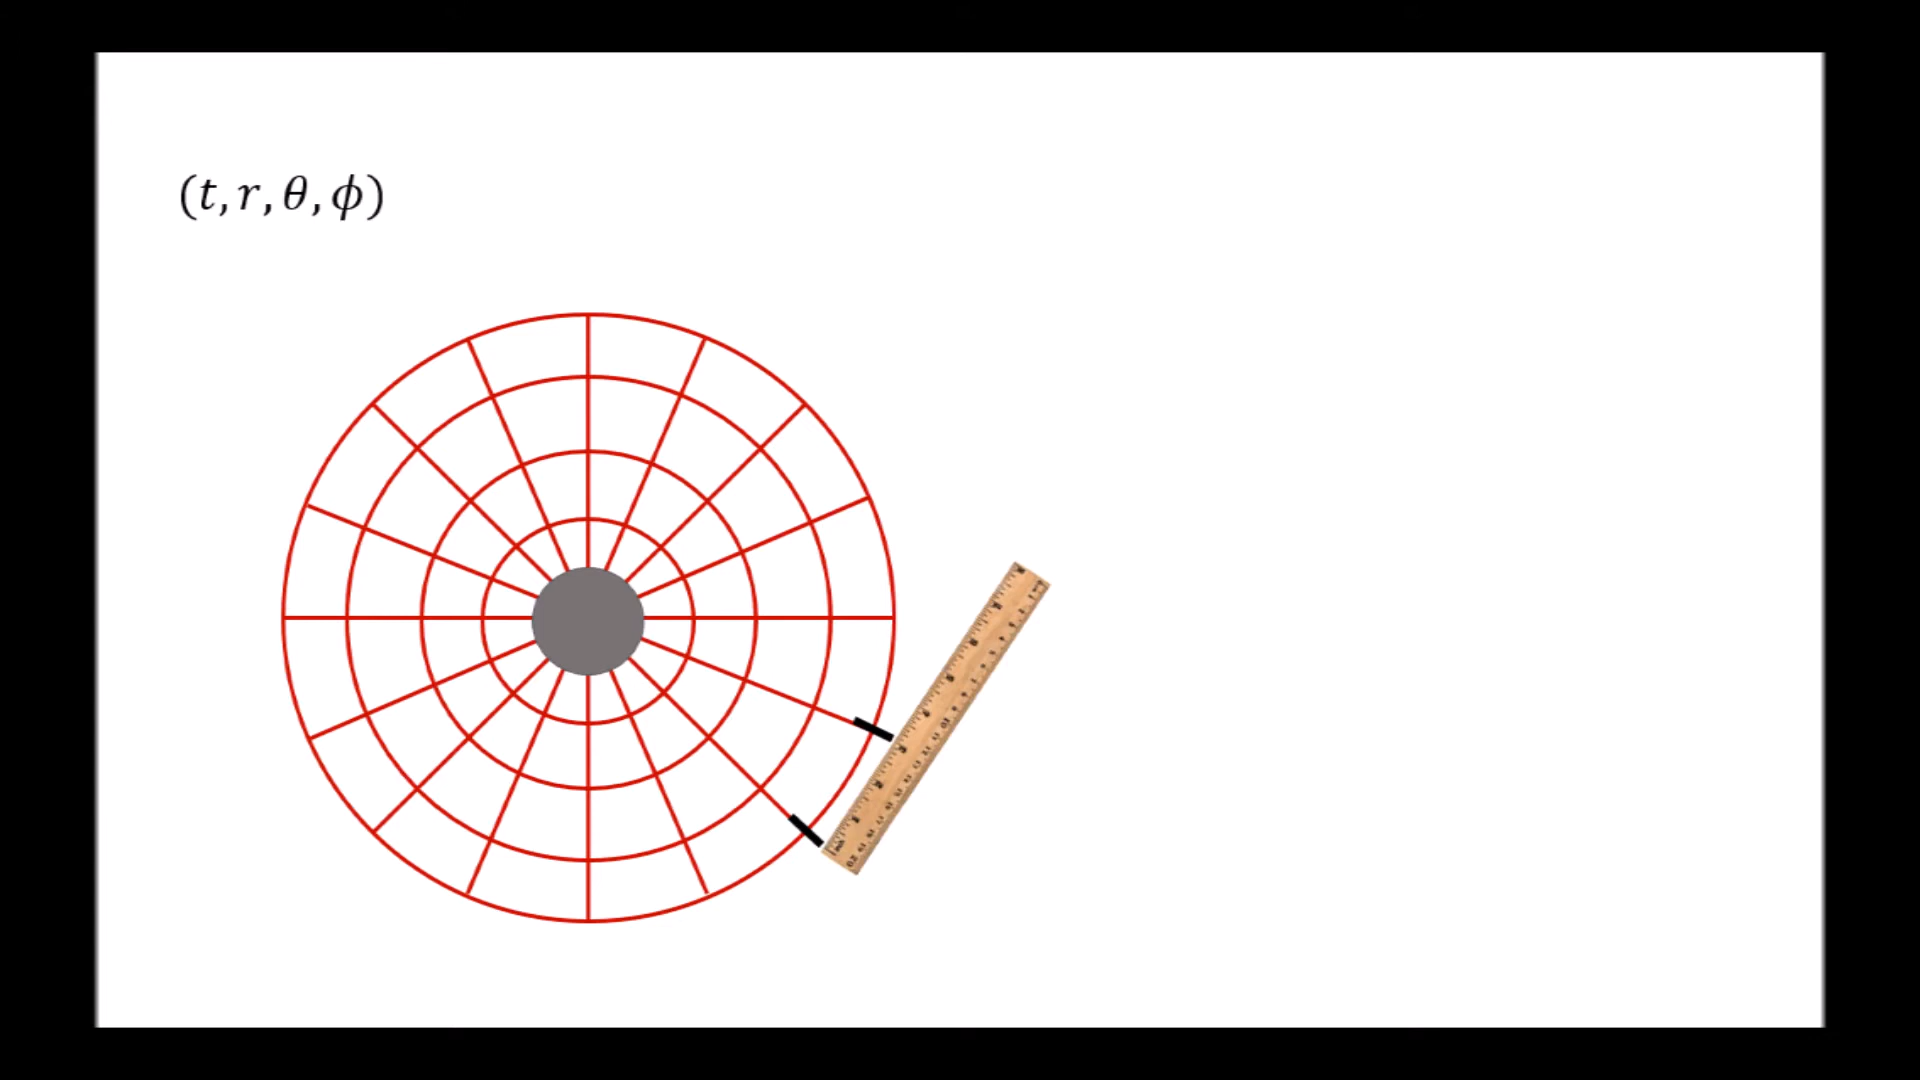 (t, r, θ, ϕ)